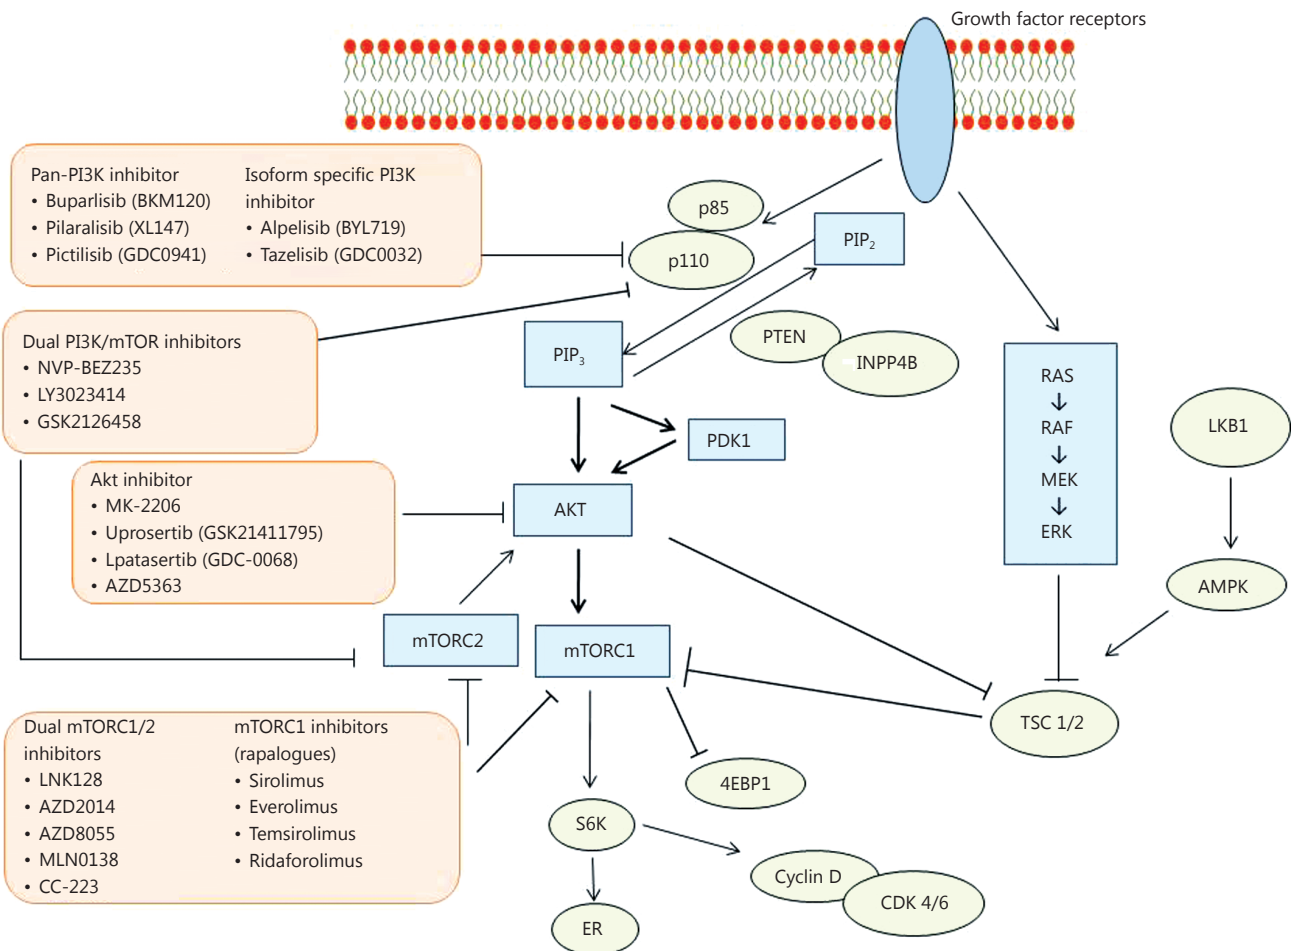 Growth factor receptors
Pan-PI3K inhibitor
• Buparlisib (BKM120)
• Pilaralisib (XL147)
• Pictilisib (GDC0941)
Isoform specific PI3K
inhibitor
• Alpelisib (BYL719)
• Tazelisib (GDC0032)
p85
p110
PIP2
Dual PI3K/mTOR inhibitors
• NVP-BEZ235
• LY3023414
• GSK2126458
PIP3
PTEN
INPP4B
RAS
RAF
MEK
ERK
LKB1
PDK1
Akt inhibitor
• MK-2206
• Uprosertib (GSK21411795)
• Lpatasertib (GDC-0068)
• AZD5363
AKT
AMPK
mTORC2
mTORC1
TSC 1/2
Dual mTORC1/2
inhibitors
• LNK128
• AZD2014
• AZD8055
• MLN0138
• CC-223
mTORC1 inhibitors
(rapalogues)
• Sirolimus
• Everolimus
• Temsirolimus
• Ridaforolimus
4EBP1
S6K
Cyclin D
CDK 4/6
ER